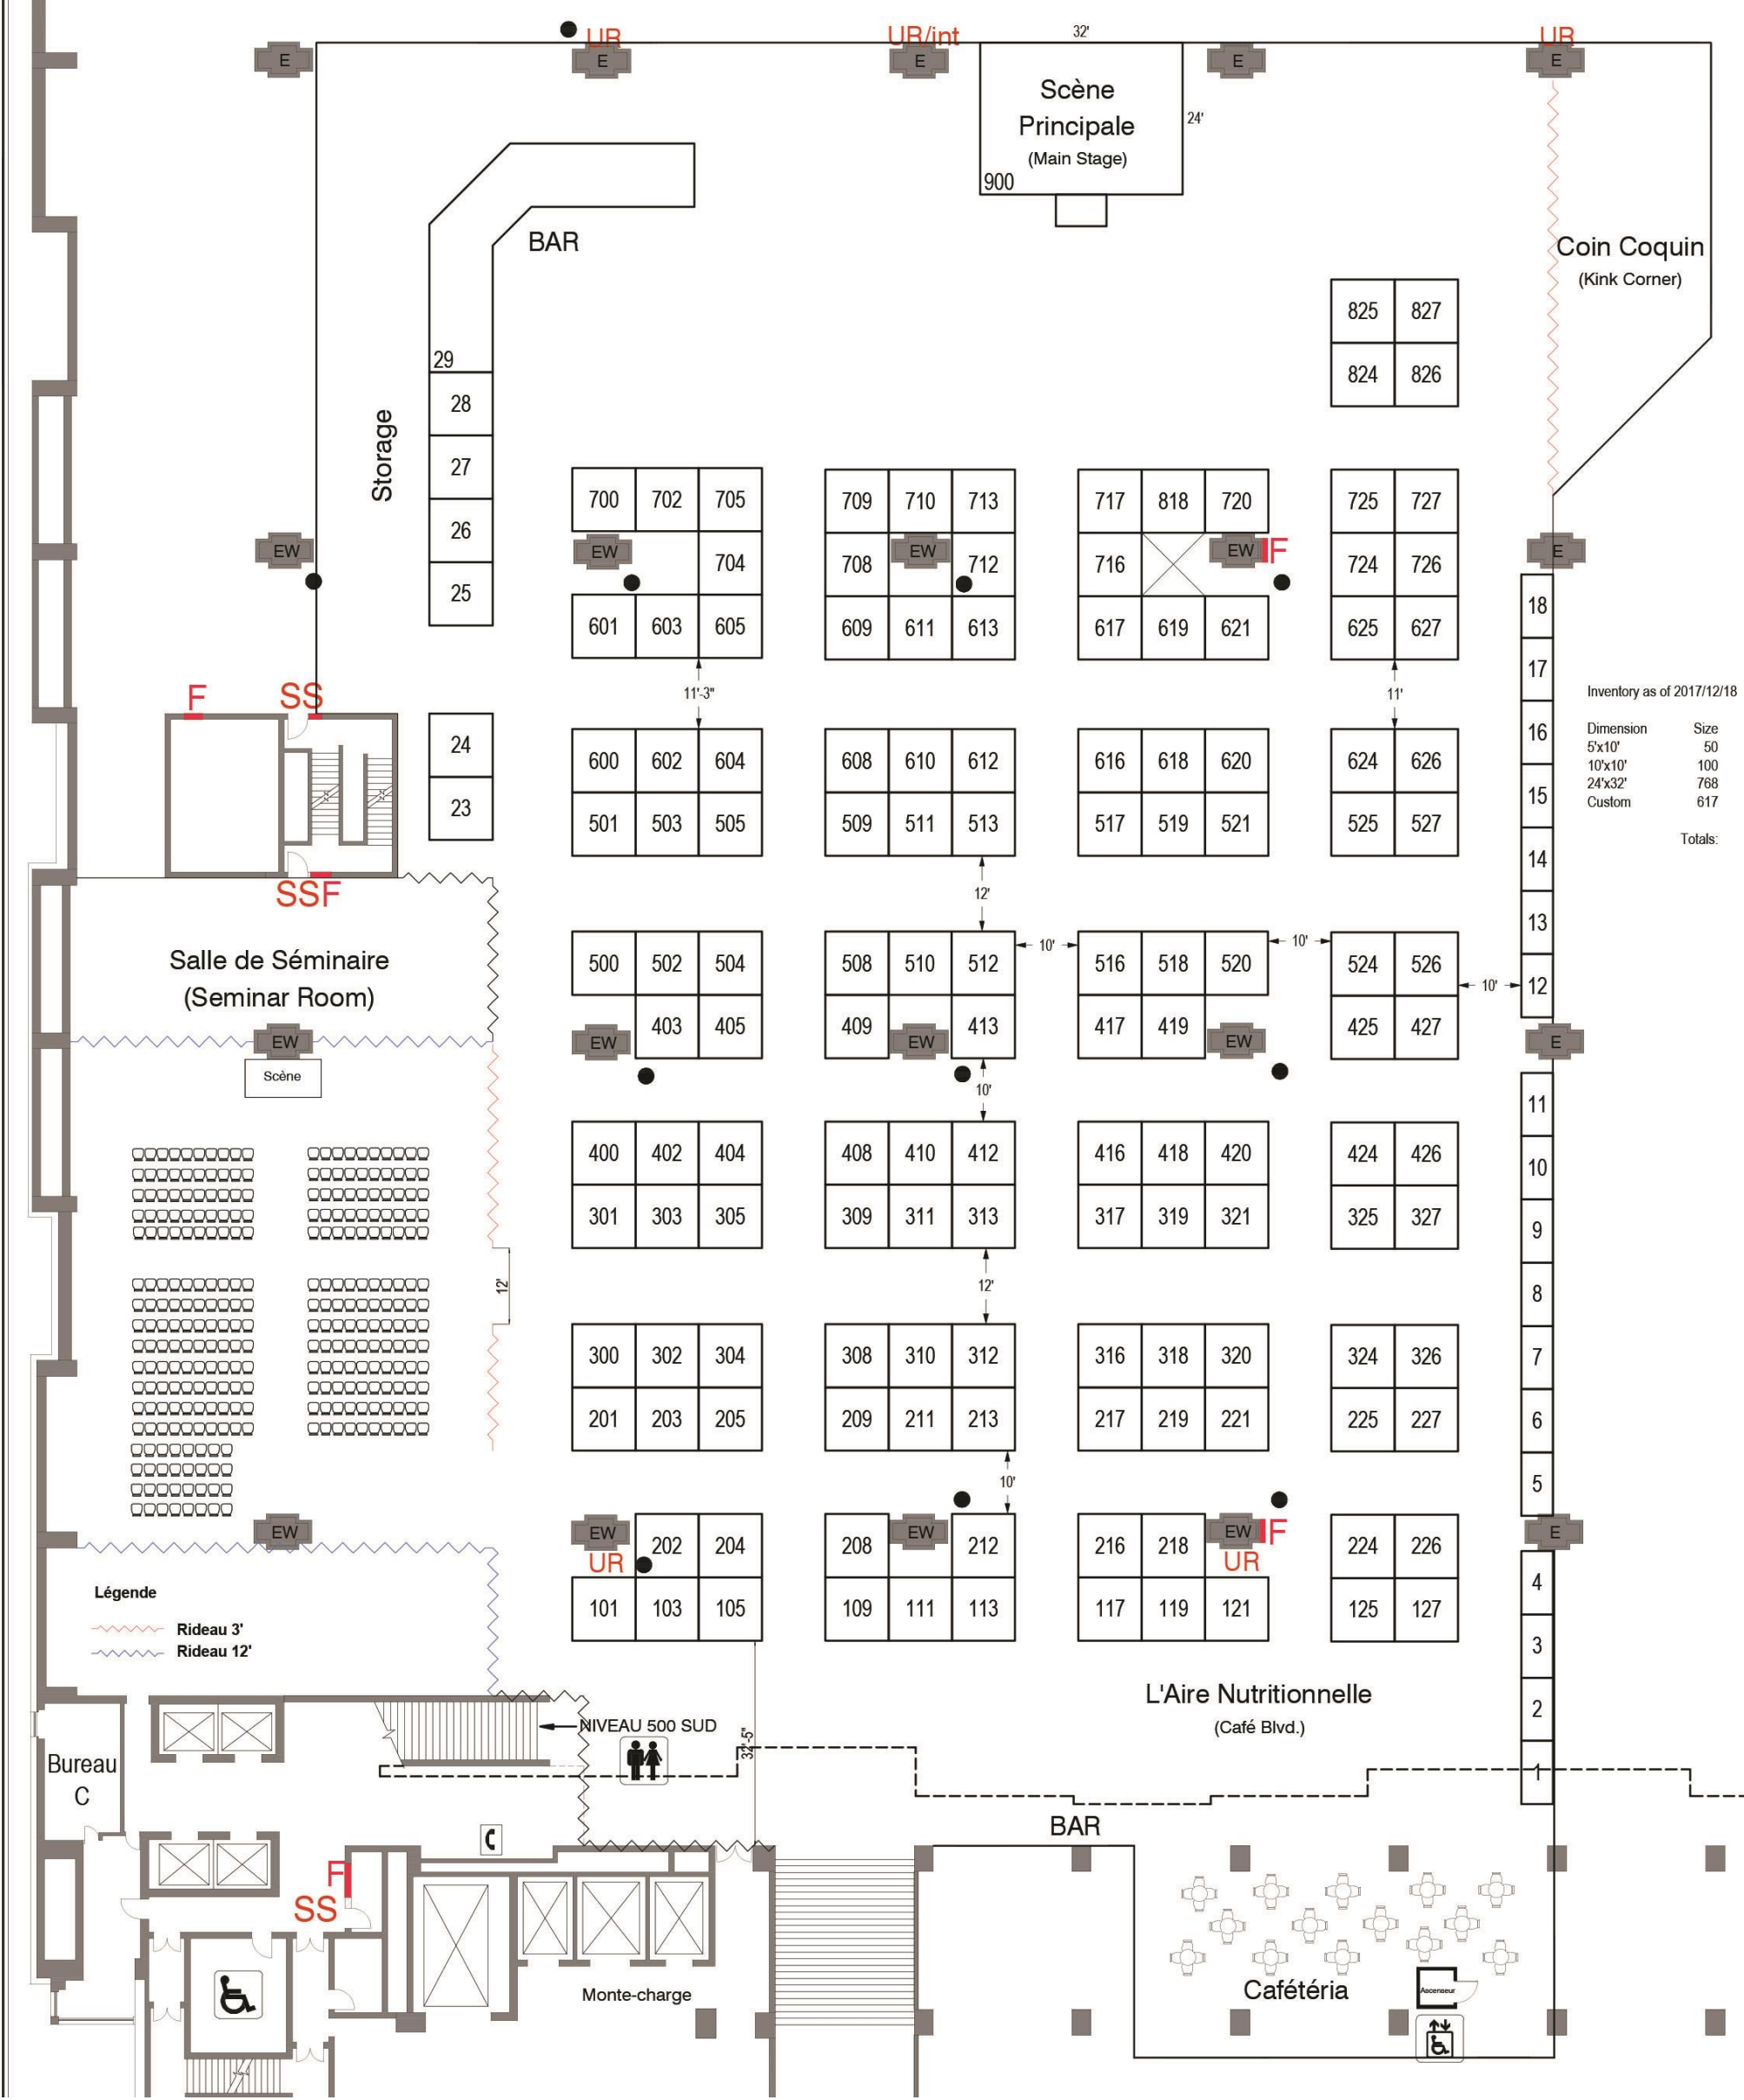 UR
UR/int
32'
UR
E
E
E
E
E
Scène
Principale
(Main Stage)
24'
900
BAR
Coin Coquin
(Kink Corner)
825 827
824 826
29
28
27
26
25
Storage
700 702 705
709 710 713
717 818 720
725 727
EW
EW
704
708
EW
712
716
EW
F
724 726
E
601 603 605
609 611 613
617 619 621
625 627
18
17
16
15
14
13
12
11'-3"
11'
F
SS
Inventory as of 2017/12/18
Dimension Size
5'x10' 50
10'x10' 100
24'x32' 768
Custom 617
Totals:
24
23
600 602 604
608 610 612
616 618 620
624 626
501 503 505
509 511 513
517 519 521
525 527
SSF
12'
Salle de Séminaire
(Seminar Room)
500 502 504
508 510 512
10'
516 518 520
10'
524 526
10'
EW
EW
403 405
409
EW
413
417 419
EW
425 427
E
Scène
10'
11
10
9
8
7
6
5
400 402 404
408 410 412
416 418 420
424 426
301 303 305
309 311 313
317 319 321
325 327
12'
12'
300 302 304
308 310 312
316 318 320
324 326
201 203 205
209 211 213
217 219 221
225 227
10'
EW
EW
UR
202 204
208
EW
212
216 218
EW
F
UR
224 226
E
101 103 105
109 111 113
117 119 121
125 127
4
3
2
1
Légende
Rideau 3'
Rideau 12'
L'Aire Nutritionnelle
(Café Blvd.)
NIVEAU 500 SUD
32'-5"
Bureau
C
BAR
F
SS
Monte-charge
Cafétéria
Ascenseur